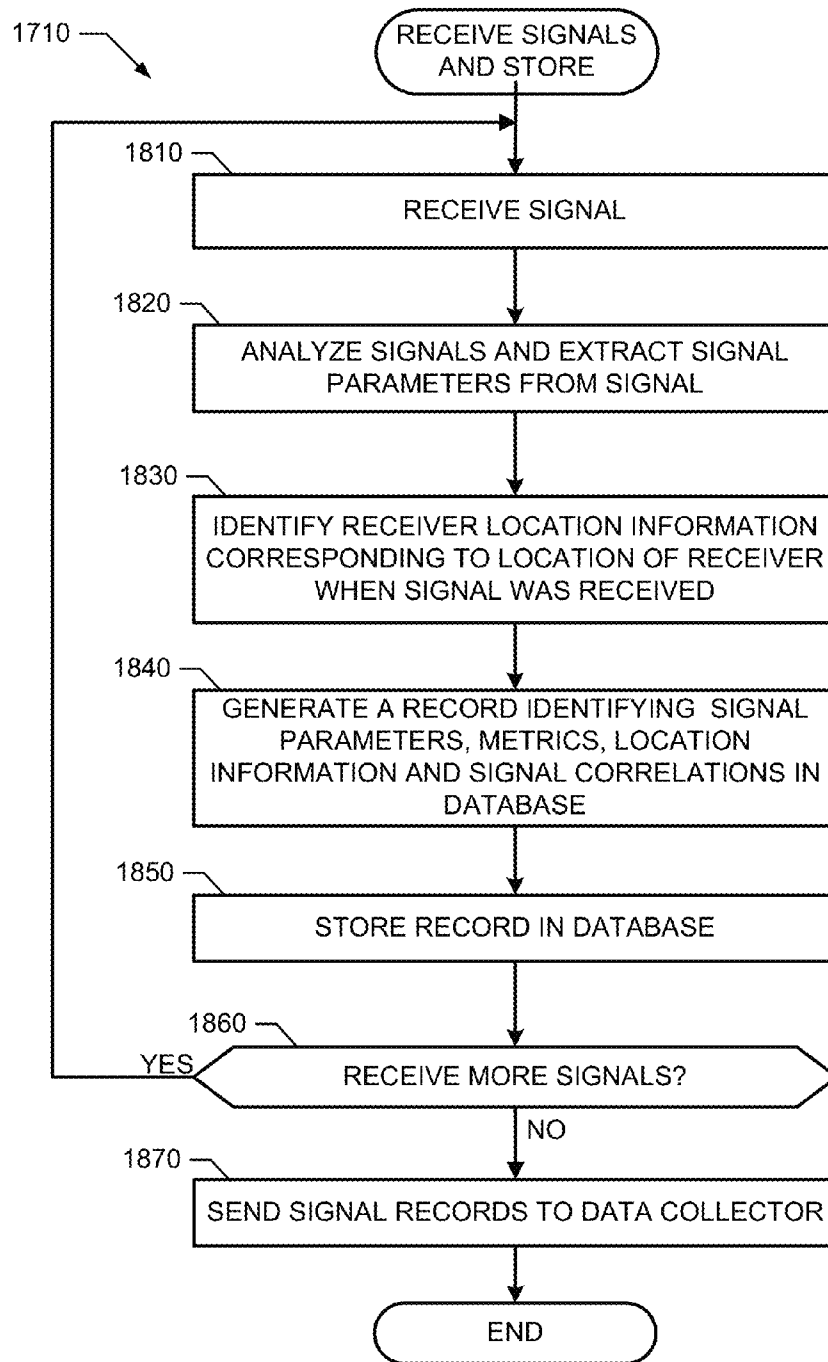 1710
RECEIVE SIGNALS
AND STORE
1810
RECEIVE SIGNAL
1820
ANALYZE SIGNALS AND EXTRACT SIGNAL
PARAMETERS FROM SIGNAL
1830
IDENTIFY RECEIVER LOCATION INFORMATION
CORRESPONDING TO LOCATION OF RECEIVER
WHEN SIGNAL WAS RECEIVED
1840
GENERATE A RECORD IDENTIFYING SIGNAL
PARAMETERS, METRICS, LOCATION
INFORMATION AND SIGNAL CORRELATIONS IN
DATABASE
1850
STORE RECORD IN DATABASE
1860
YES
RECEIVE MORE SIGNALS?
NO
1870
SEND SIGNAL RECORDS TO DATA COLLECTOR
END